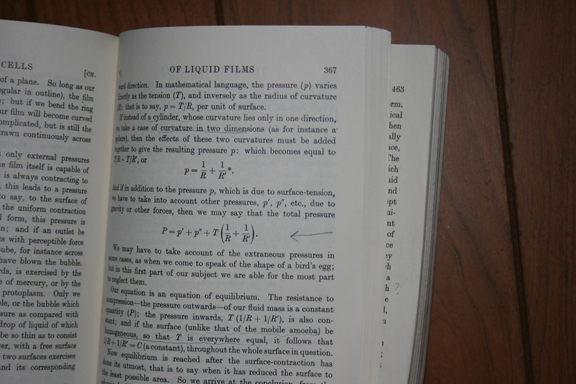 CELLS
[CH.
of a plane. So long as our
in outline), the film
; but if we bend the ring
film will become curved
complicated, but is still the
drawn continuously across
only external pressures
film itself is capable of
is always contracting to
, this leads to a pressure
to say, to the surface of
the uniform contraction
form, this pressure is
; and if an outlet be
with perceptible force
tube, for instance across
have blown the bubble.
is exercised by the
of mercury, or by the
protoplasm. Only we
or the bubble which
as compared with
drop of liquid of which
be so thin as to consist
with a free surface
two surfaces exercises
and its corresponding
OF LIQUID FILMS
367
direction. In mathematical language, the pressure (p) varies
directly as the tension (T), and inversely as the radius of curvature
(R): that is to say, p = T/R, per unit of surface.
If instead of a cylinder, whose curvature lies only in one direction,
we take a case of curvature in two dimensions (as for instance a
sphere), then the effects of these two curvatures must be added
together to give the resulting pressure p: which becomes equal to
T/R + T/R', or
p = 1/R + 1/R'*.
And if in addition to the pressure p, which is due to surface-tension,
we have to take into account other pressures, p', p'', etc., due to
gravity or other forces, then we may say that the total pressure
P = p' + p'' + T (1/R + 1/R').
We may have to take account of the extraneous pressures in
some cases, as when we come to speak of the shape of a bird's egg;
but in this first part of our subject we are able for the most part
to neglect them.
Our equation is an equation of equilibrium. The resistance to
compression—the pressure outwards—of our fluid mass is a constant
quantity (P); the pressure inwards, T (1/R + 1/R'), is also
and if the surface (unlike that of the mobile amoeba) be
homogeneous, so that T is everywhere equal, it follows that
1/R + 1/R' = C (a constant), throughout the whole surface in question.
Now equilibrium is reached after the surface-contraction has
done its utmost, that is to say when it has reduced the surface to
the least possible area. So we arrive at the conclusion,
463